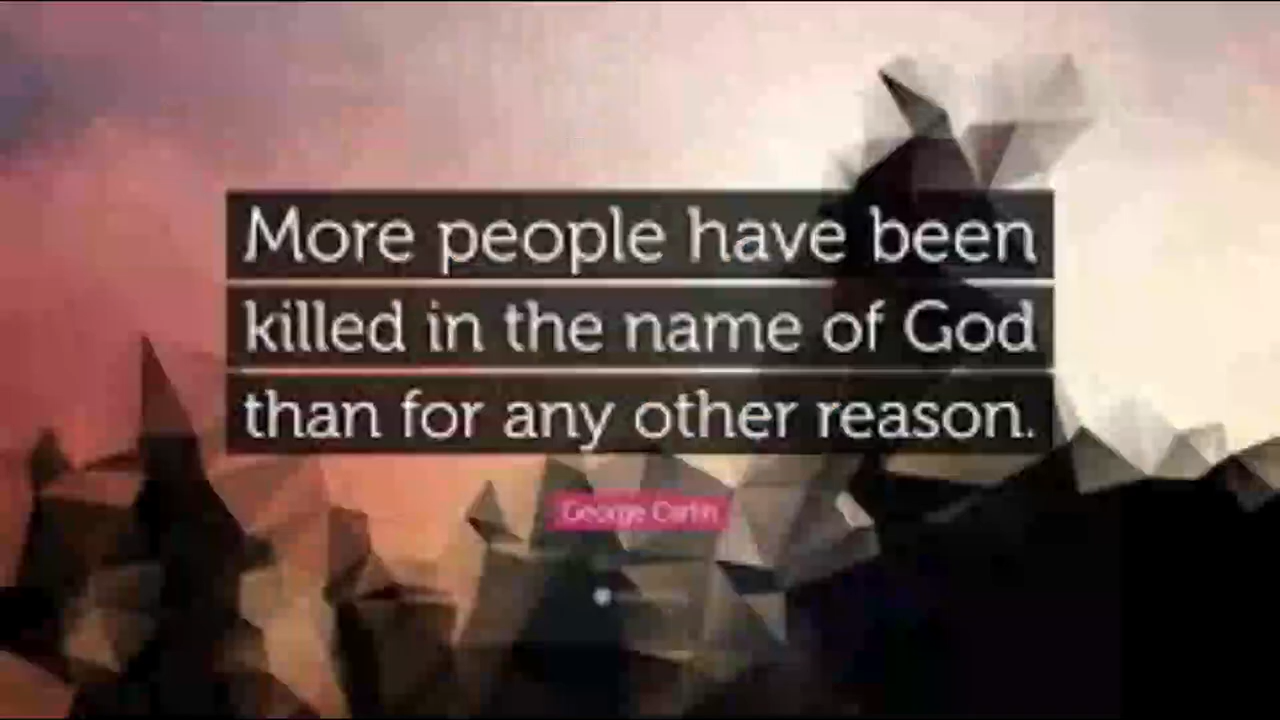 More people have been
killed in the name of God
than for any other reason.
George Carlin